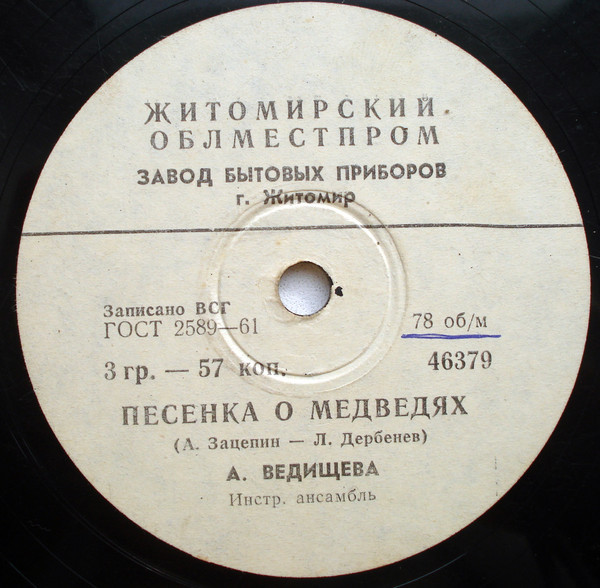 ЖИТОМИРСКИЙ
ОБЛМЕСТПРОМ
ЗАВОД БЫТОВЫХ ПРИБОРОВ
г. Житомир
Записано ВСГ
ГОСТ 2589—61
78 об/м
3 гр. — 57 коп.
46379
ПЕСЕНКА О МЕДВЕДЯХ
(А. Зацепин — Л. Дербенев)
А. ВЕДИЩЕВА
Инстр. ансамбль